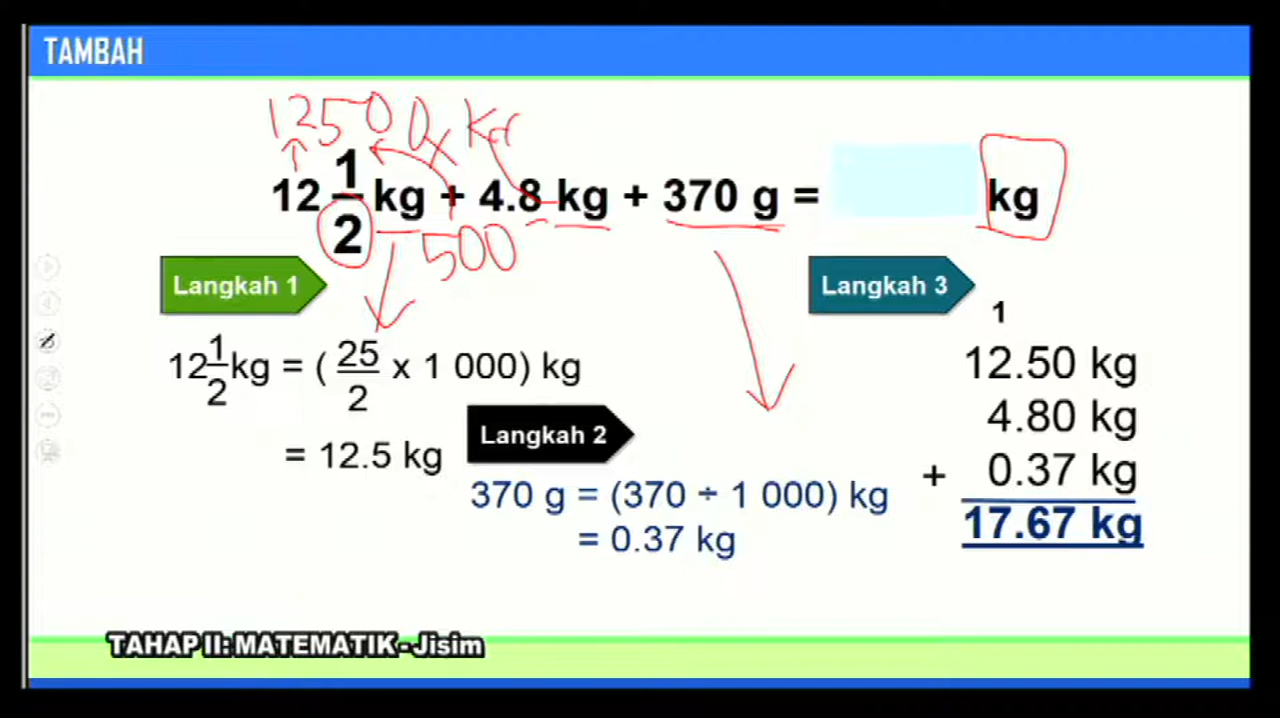 TAMBAH
12500 kg
12 1/2 kg + 4.8 kg + 370 g = kg
500
Langkah 1
12 1/2 kg = ( 25/2 x 1 000) kg
= 12.5 kg
Langkah 2
370 g = (370 ÷ 1 000) kg
= 0.37 kg
Langkah 3
1
12.50 kg
4.80 kg
+ 0.37 kg
17.67 kg
TAHAP II: MATEMATIK - Jisim